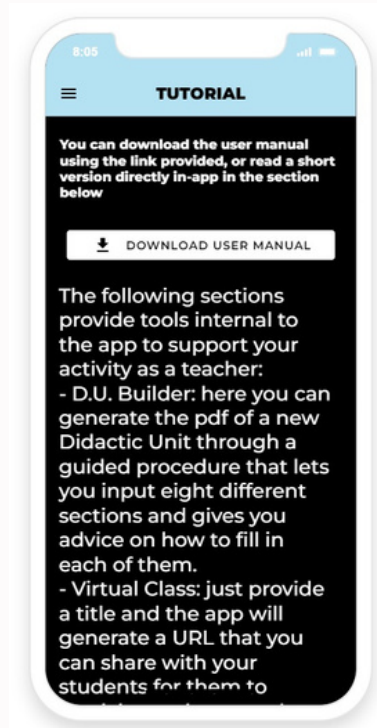 8:05
TUTORIAL
You can download the user manual
using the link provided, or read a short
version directly in-app in the section
below
DOWNLOAD USER MANUAL
The following sections
provide tools internal to
the app to support your
activity as a teacher:
- D.U. Builder: here you can
generate the pdf of a new
Didactic Unit through a
guided procedure that lets
you input eight different
sections and gives you
advice on how to fill in
each of them.
- Virtual Class: just provide
a title and the app will
generate a URL that you
can share with your
students for them to